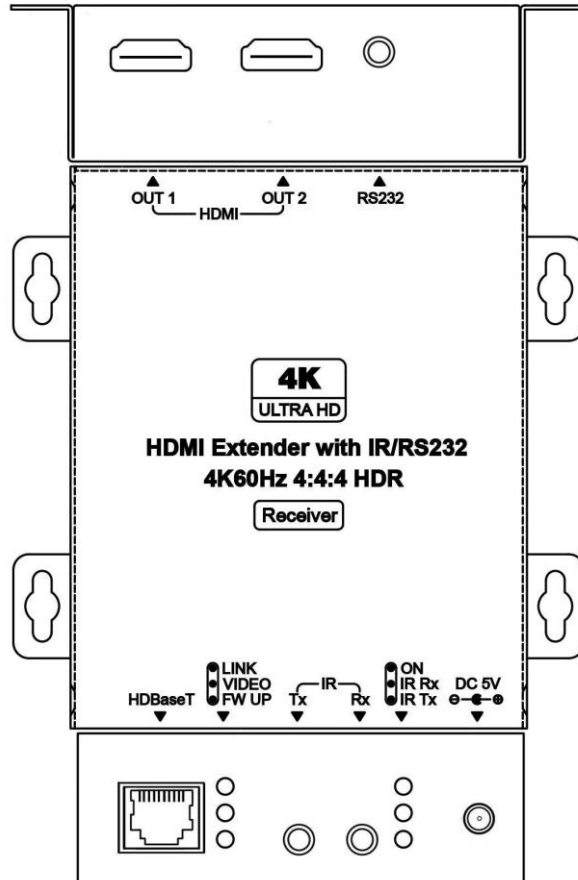 OUT 1 OUT 2 RS232
HDMI
4K
ULTRA HD
HDMI Extender with IR/RS232
4K60Hz 4:4:4 HDR
Receiver
LINK ON
VIDEO IR IR Rx DC 5V
HDBaseT FW UP Tx Rx IR Tx